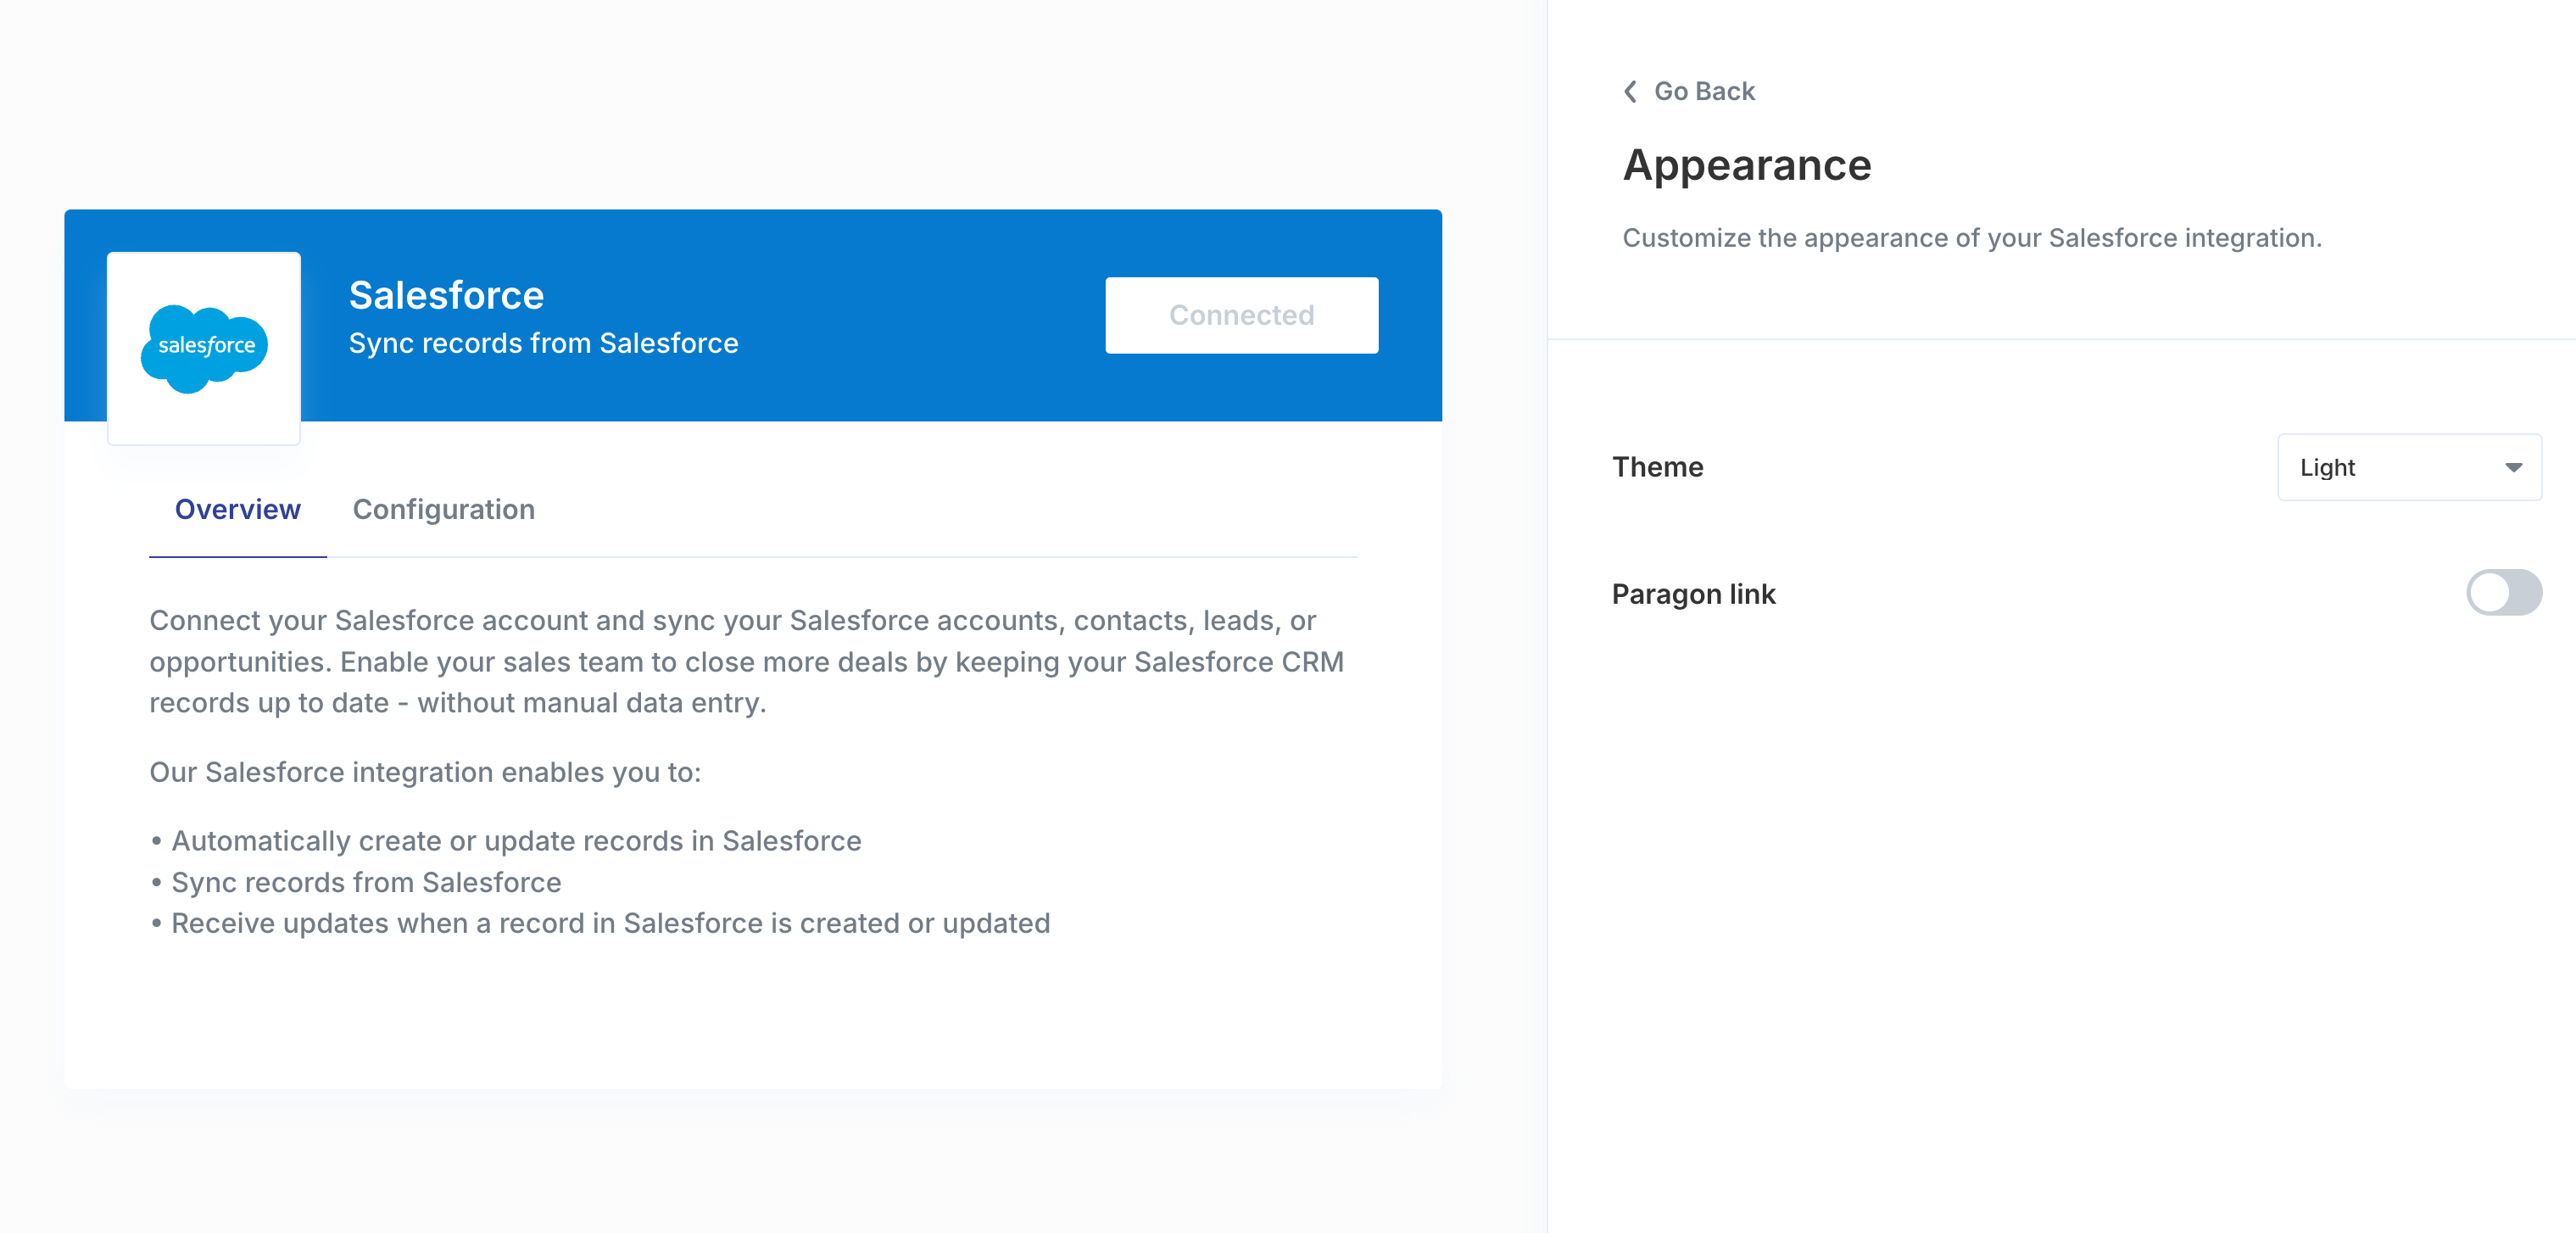 Salesforce
Sync records from Salesforce
Connected
salesforce
Overview
Configuration
Connect your Salesforce account and sync your Salesforce accounts, contacts, leads, or
opportunities. Enable your sales team to close more deals by keeping your Salesforce CRM
records up to date - without manual data entry.
Our Salesforce integration enables you to:
• Automatically create or update records in Salesforce
• Sync records from Salesforce
• Receive updates when a record in Salesforce is created or updated
Go Back
Appearance
Customize the appearance of your Salesforce integration.
Theme
Light
Paragon link